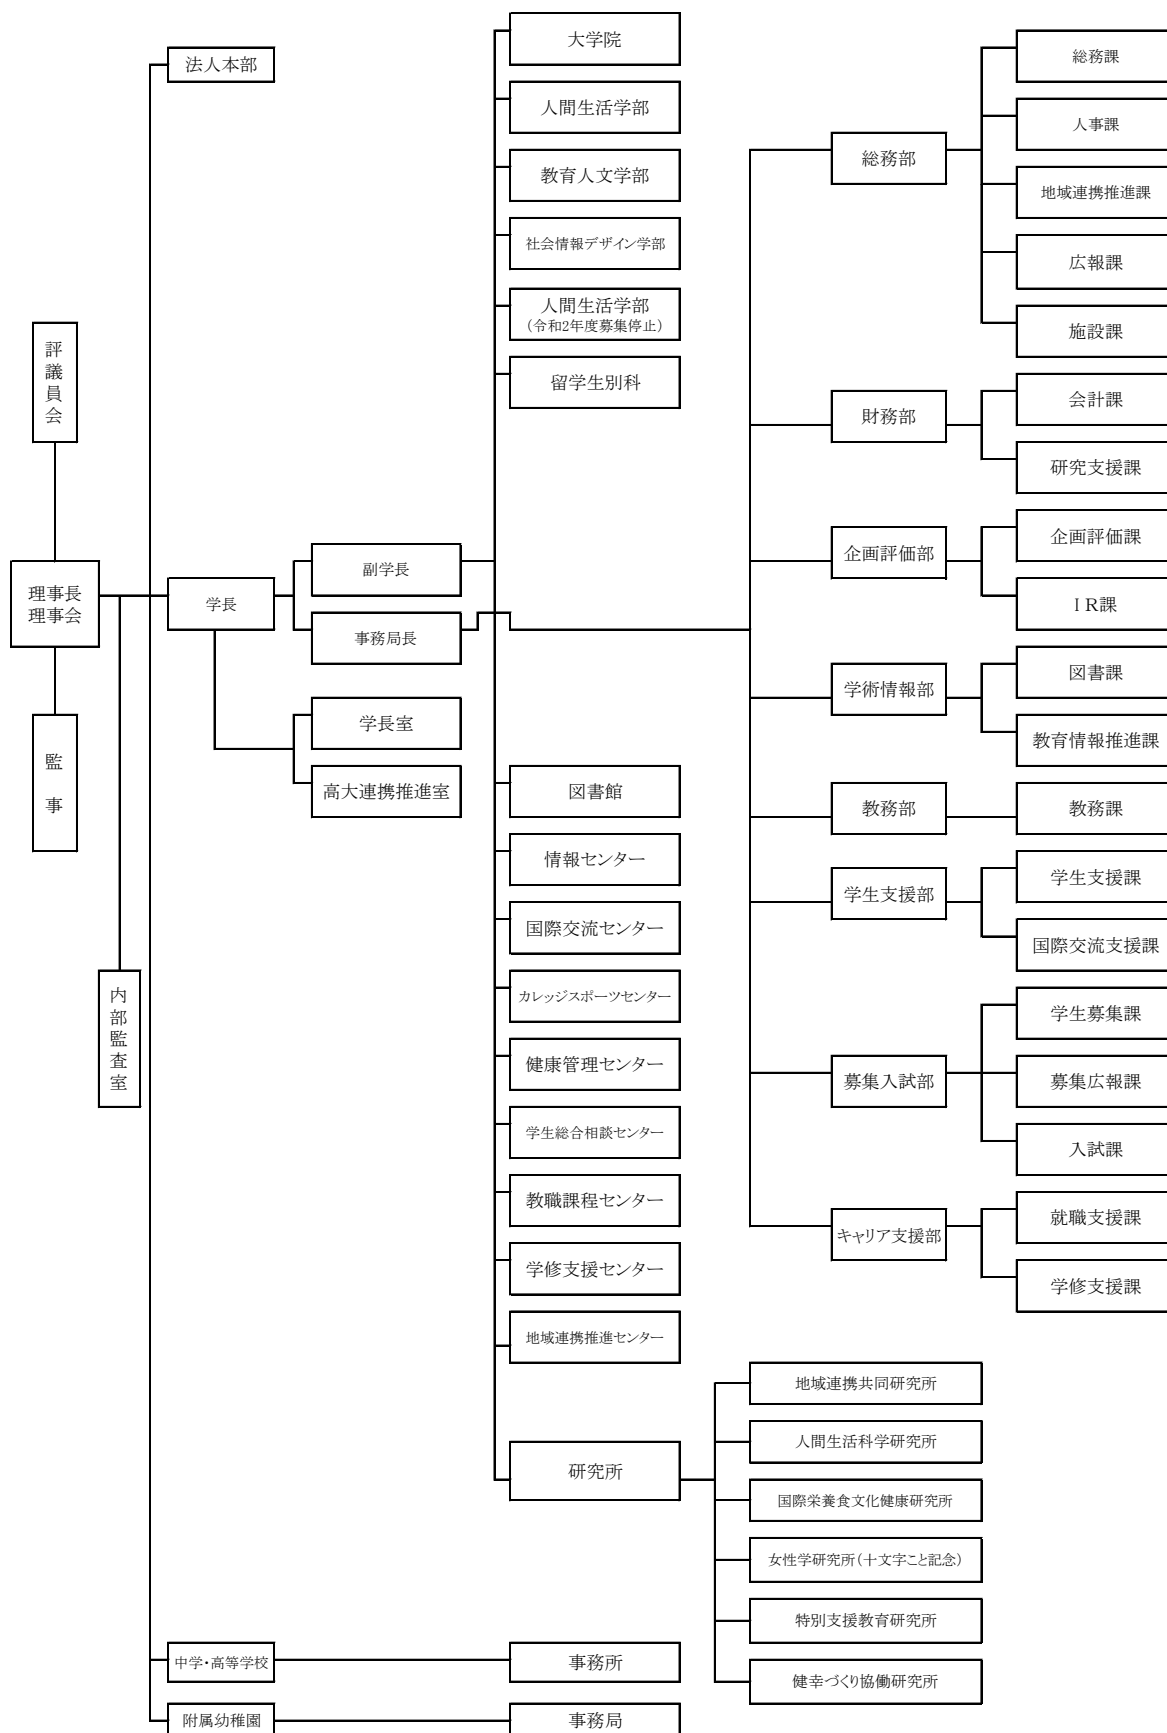 評議員会
理事長
理事会
監　事
内部監査室
法人本部
学長
副学長
事務局長
学長室
高大連携推進室
大学院
人間生活学部
教育人文学部
社会情報デザイン学部
人間生活学部
（令和2年度募集停止）
留学生別科
図書館
情報センター
国際交流センター
カレッジスポーツセンター
健康管理センター
学生総合相談センター
教職課程センター
学修支援センター
地域連携推進センター
研究所
地域連携共同研究所
人間生活科学研究所
国際栄養食文化健康研究所
女性学研究所（十文字こと記念）
特別支援教育研究所
健幸づくり協働研究所
総務部
総務課
人事課
地域連携推進課
広報課
施設課
財務部
会計課
研究支援課
企画評価部
企画評価課
ＩＲ課
学術情報部
図書課
教育情報推進課
教務部
教務課
学生支援部
学生支援課
国際交流支援課
募集入試部
学生募集課
募集広報課
入試課
キャリア支援部
就職支援課
学修支援課
中学・高等学校
事務所
附属幼稚園
事務局